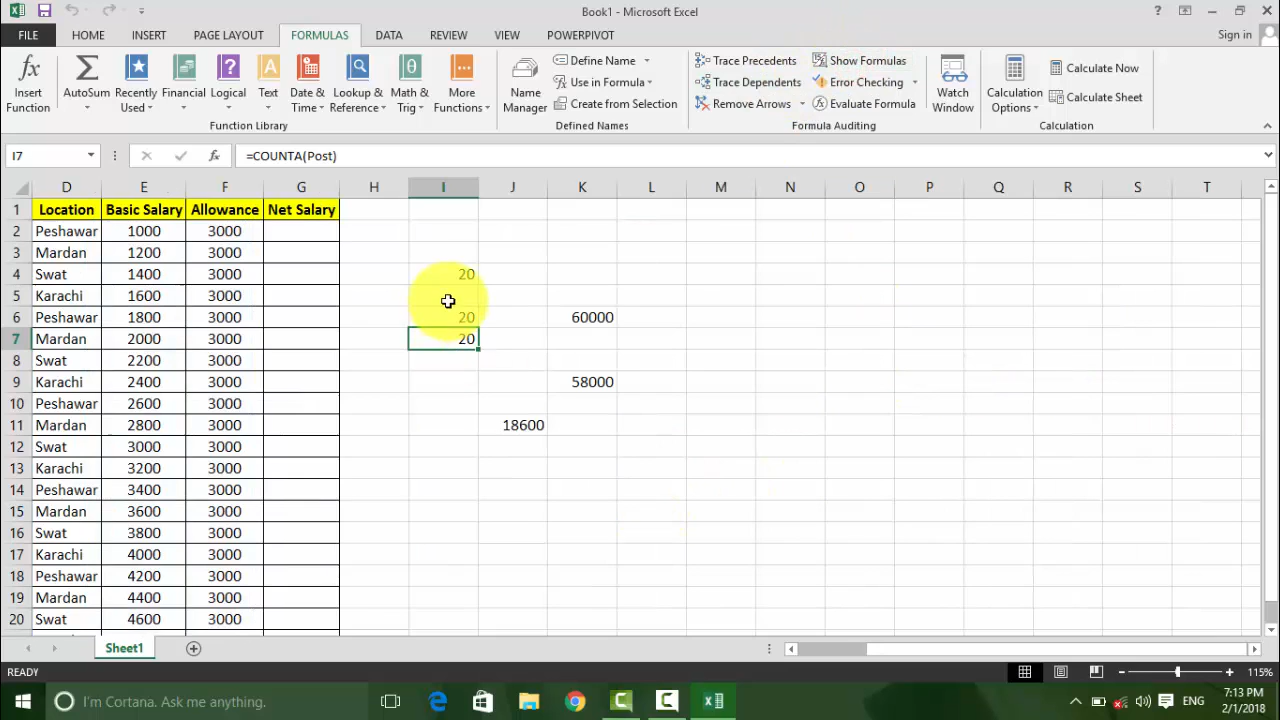 Book1 - Microsoft Excel
?
FILE HOME INSERT PAGE LAYOUT FORMULAS DATA REVIEW VIEW POWERPIVOT Sign in
fx Σ ? A θ
Insert Function
AutoSum
Recently Used
Financial
Logical
Text
Date & Time
Lookup & Reference
Math & Trig
More Functions
Function Library
Name Manager
Define Name
Use in Formula
Create from Selection
Defined Names
Trace Precedents
Trace Dependents
Remove Arrows
Show Formulas
Error Checking
Evaluate Formula
Formula Auditing
Watch Window
Calculation Options
Calculate Now
Calculate Sheet
Calculation
I7 fx =COUNTA(Post)
D E F G H I J K L M N O P Q R S T
1 Location Basic Salary Allowance Net Salary
2 Peshawar 1000 3000
3 Mardan 1200 3000
4 Swat 1400 3000 20
5 Karachi 1600 3000
6 Peshawar 1800 3000 20 60000
7 Mardan 2000 3000 20
8 Swat 2200 3000
9 Karachi 2400 3000 58000
10 Peshawar 2600 3000
11 Mardan 2800 3000 18600
12 Swat 3000 3000
13 Karachi 3200 3000
14 Peshawar 3400 3000
15 Mardan 3600 3000
16 Swat 3800 3000
17 Karachi 4000 3000
18 Peshawar 4200 3000
19 Mardan 4400 3000
20 Swat 4600 3000
Sheet1
READY 115%
I'm Cortana. Ask me anything.
ENG
7:13 PM
2/1/2018